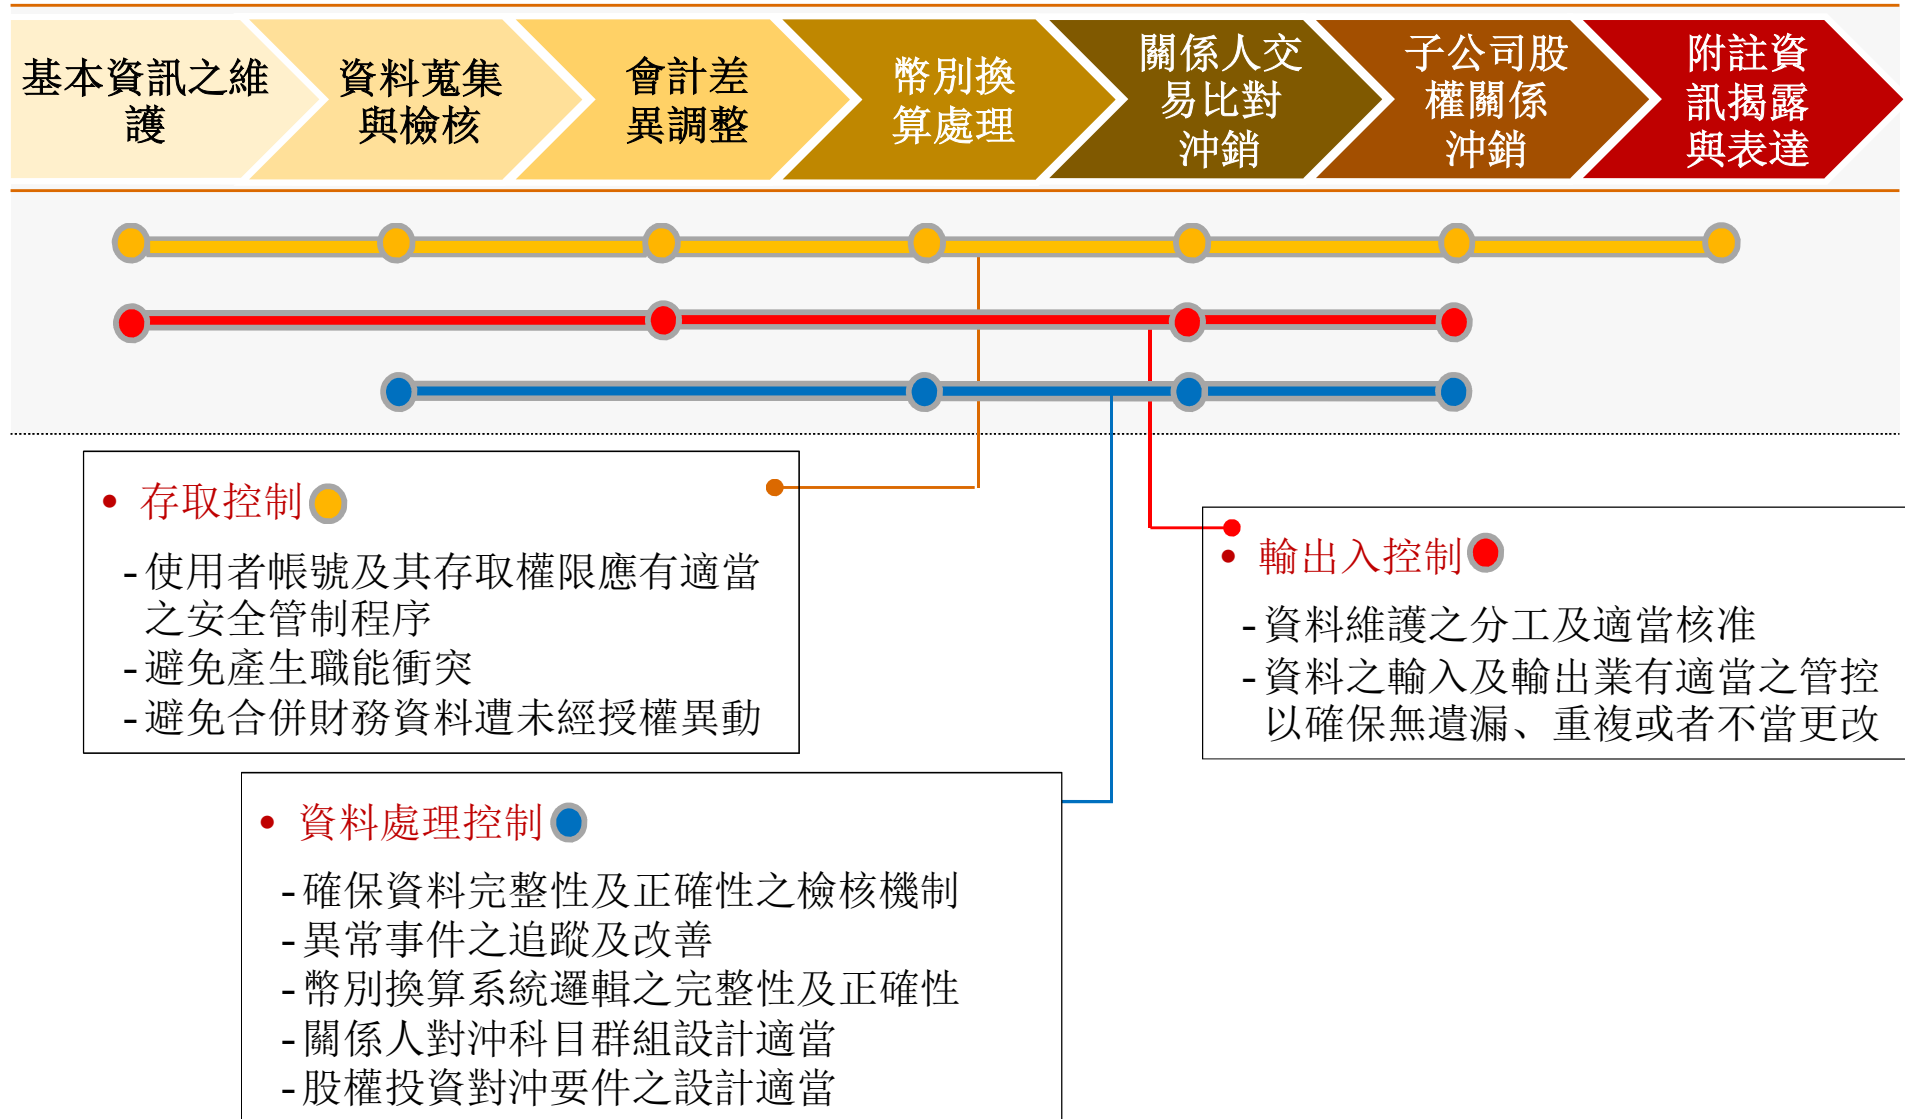 基本資訊之維
護
資料蒐集
與檢核
會計差
異調整
幣別換
算處理
關係人交
易比對
沖銷
子公司股
權關係
沖銷
附註資
訊揭露
與表達
• 存取控制
-使用者帳號及其存取權限應有適當
之安全管制程序
-避免產生職能衝突
-避免合併財務資料遭未經授權異動
• 輸出入控制
-資料維護之分工及適當核准
-資料之輸入及輸出業有適當之管控
以確保無遺漏、重複或者不當更改
• 資料處理控制
-確保資料完整性及正確性之檢核機制
-異常事件之追蹤及改善
-幣別換算系統邏輯之完整性及正確性
-關係人對沖科目群組設計適當
-股權投資對沖要件之設計適當